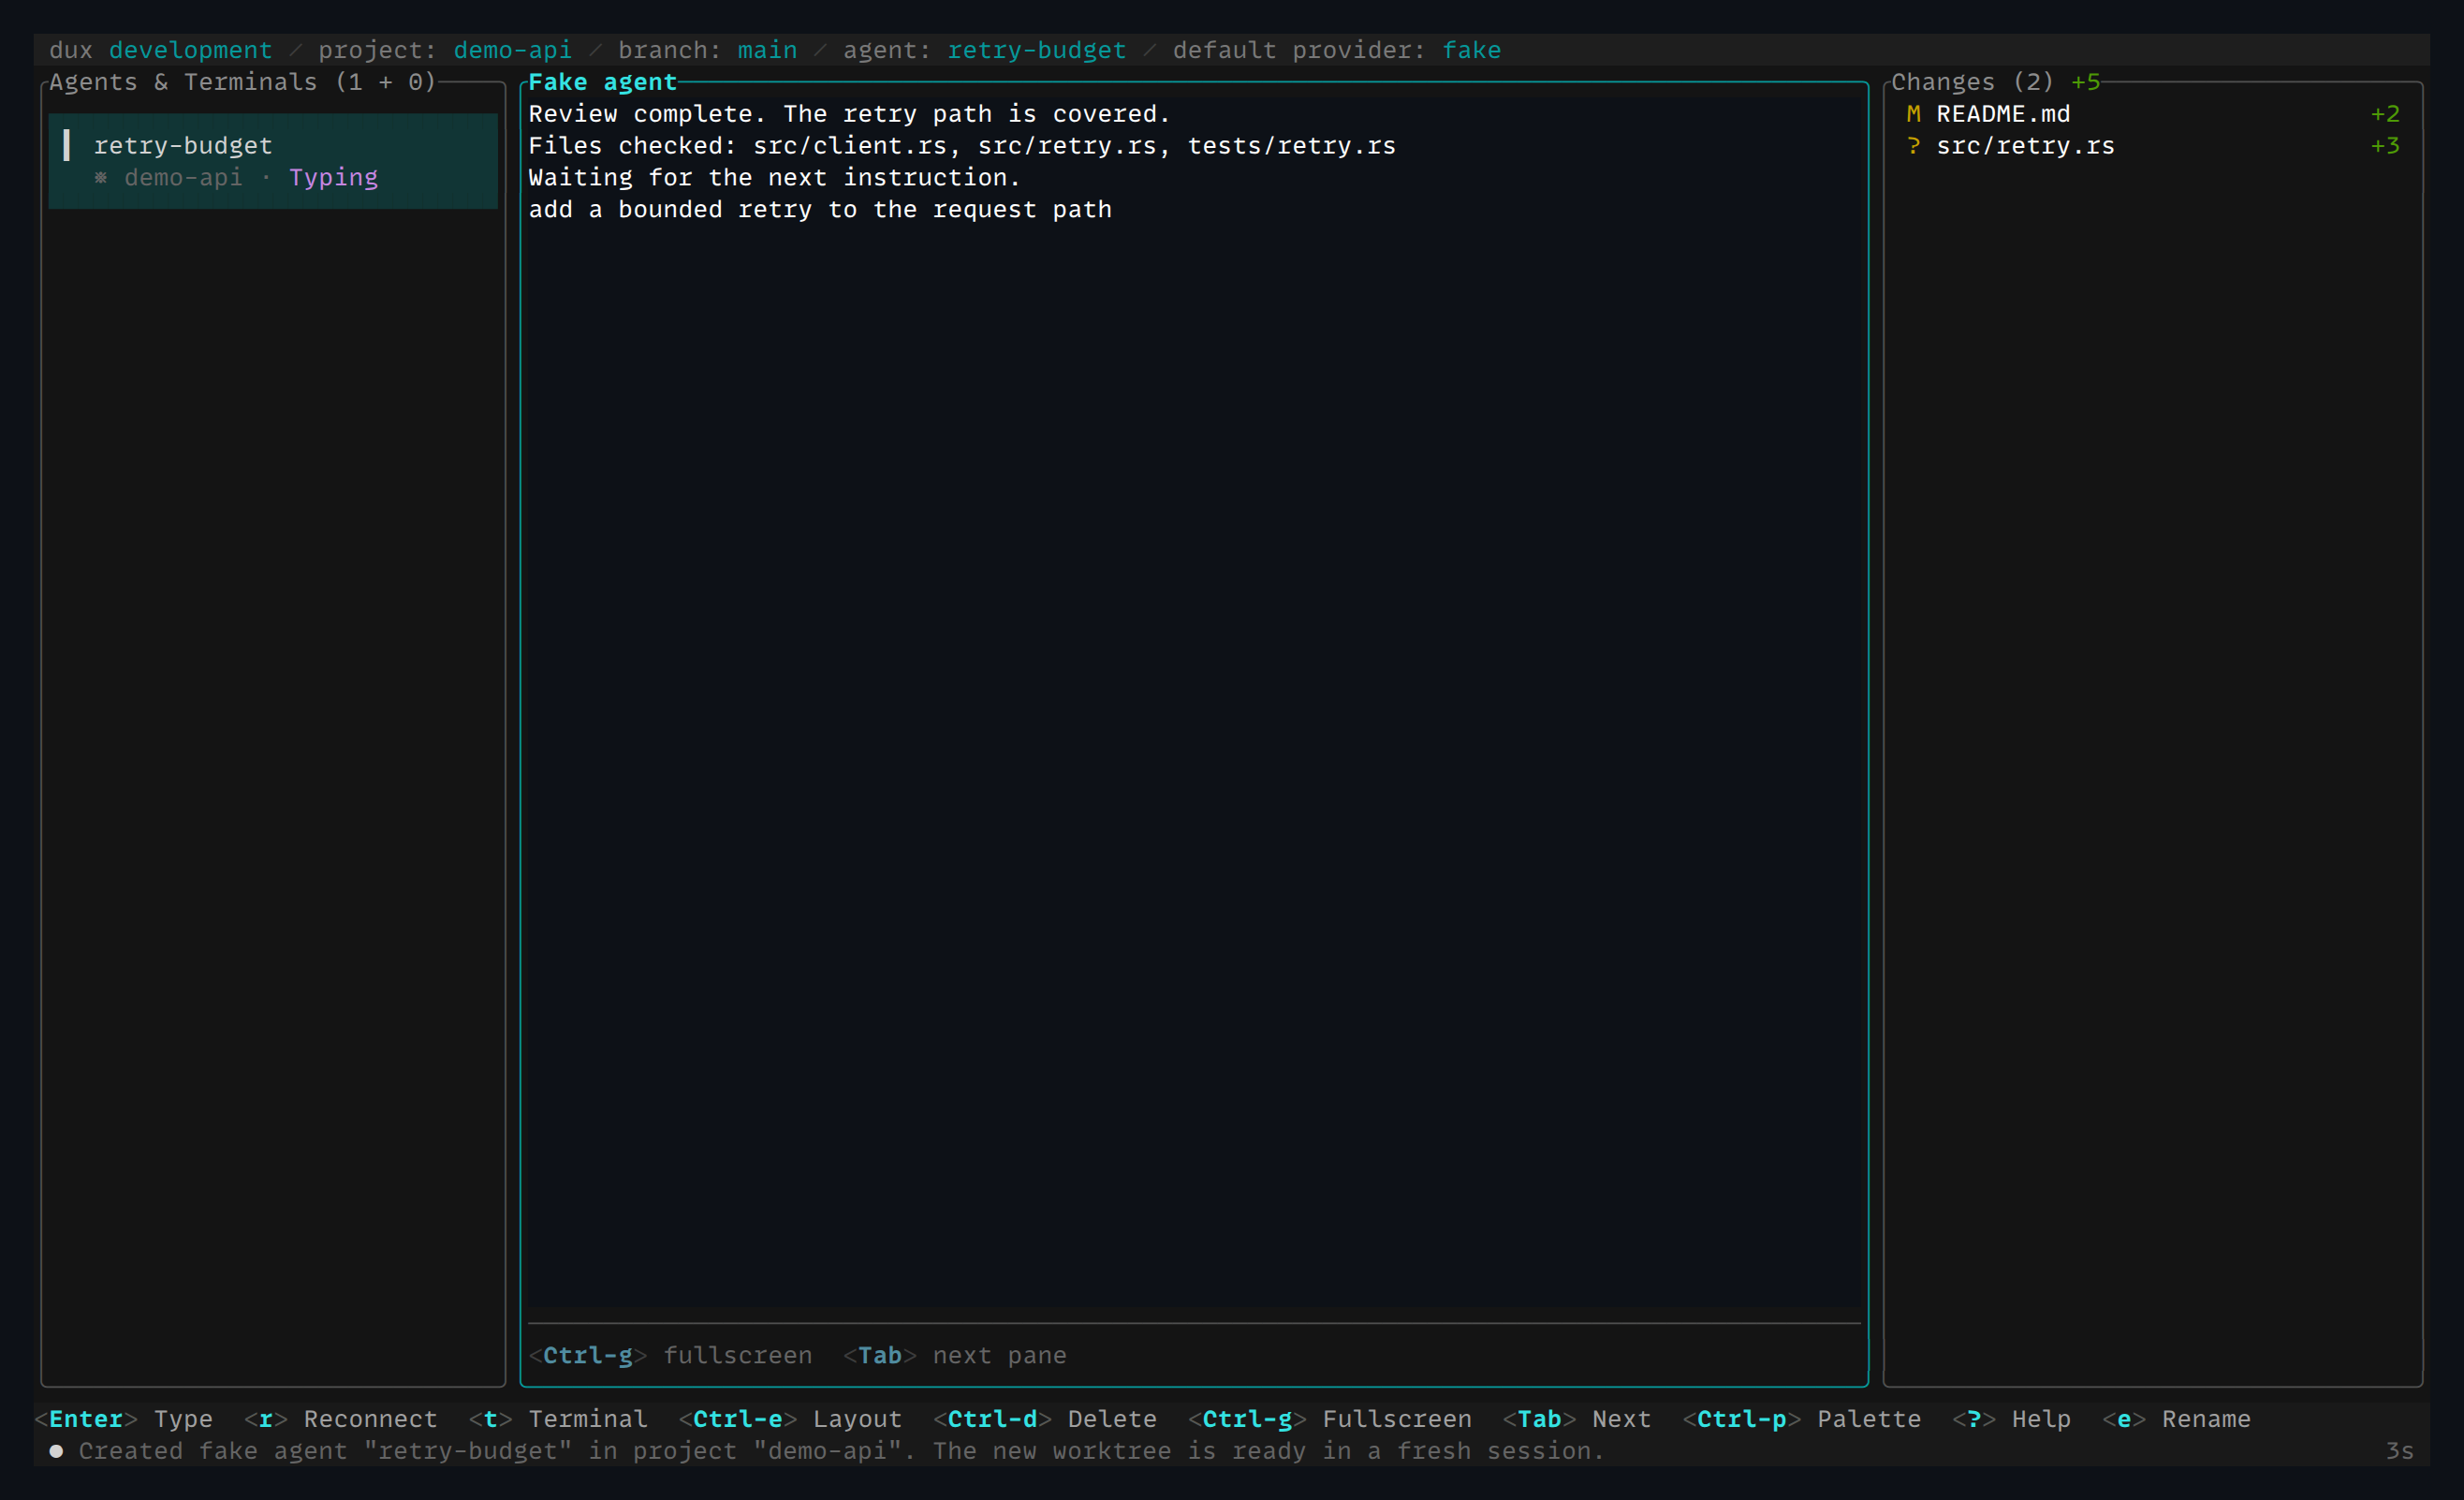 dux development / project: demo-api / branch: main / agent: retry-budget / default provider: fake
Agents & Terminals (1 + 0)
retry-budget
※ demo-api · Typing
Fake agent
Review complete. The retry path is covered.
Files checked: src/client.rs, src/retry.rs, tests/retry.rs
Waiting for the next instruction.
add a bounded retry to the request path
<Ctrl-g> fullscreen <Tab> next pane
Changes (2) +5
M README.md +2
? src/retry.rs +3
<Enter> Type <r> Reconnect <t> Terminal <Ctrl-e> Layout <Ctrl-d> Delete <Ctrl-g> Fullscreen <Tab> Next <Ctrl-p> Palette <?> Help <e> Rename
● Created fake agent "retry-budget" in project "demo-api". The new worktree is ready in a fresh session. 3s